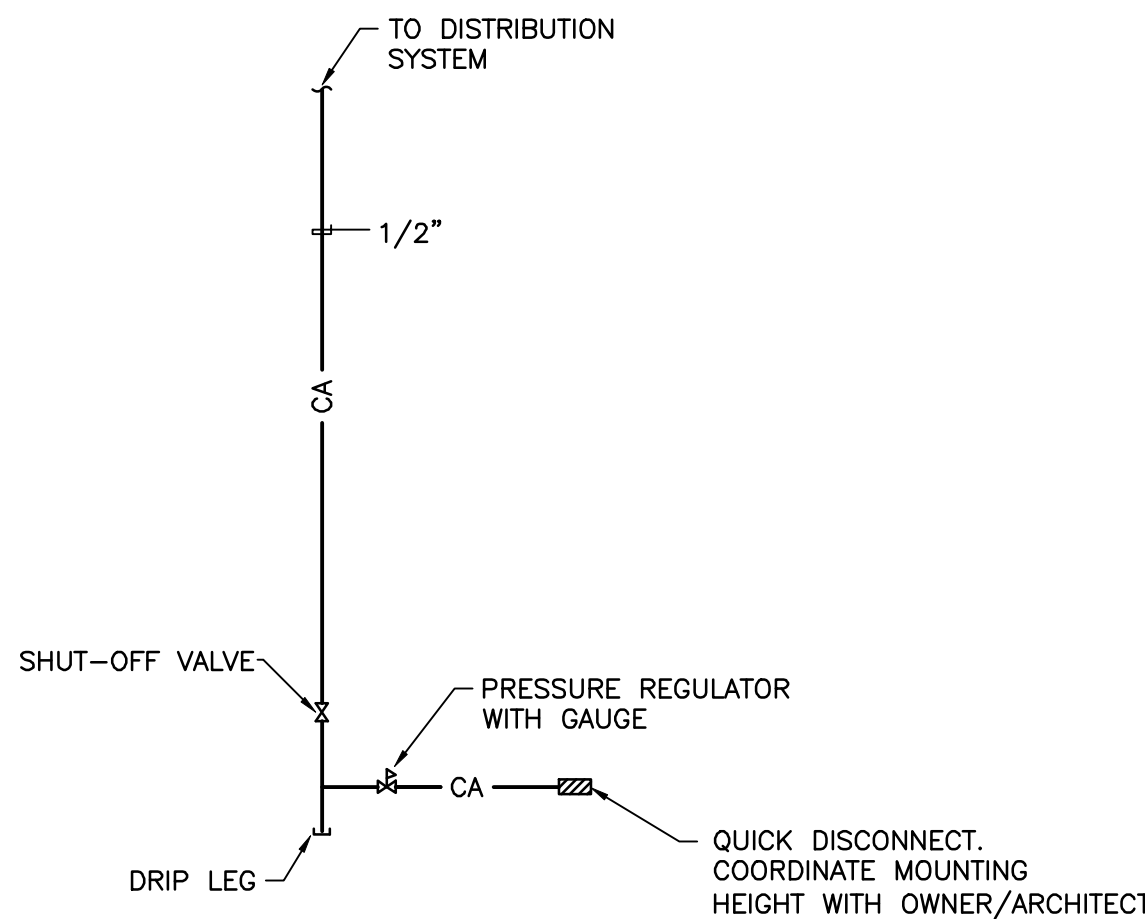 TO DISTRIBUTION
SYSTEM
1/2”
CA
SHUT-OFF VALVE
PRESSURE REGULATOR
WITH GAUGE
CA
QUICK DISCONNECT.
COORDINATE MOUNTING
HEIGHT WITH OWNER/ARCHITECT
DRIP LEG